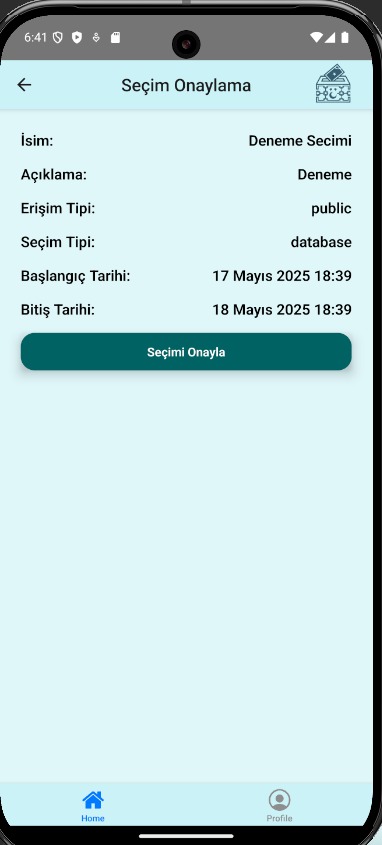 6:41
Seçim Onaylama
İsim: Deneme Secimi
Açıklama: Deneme
Erişim Tipi: public
Seçim Tipi: database
Başlangıç Tarihi: 17 Mayıs 2025 18:39
Bitiş Tarihi: 18 Mayıs 2025 18:39
Seçimi Onayla
Home Profile